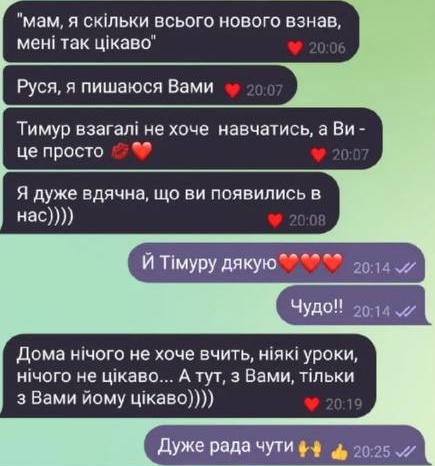 "мам, я скільки всього нового взнав,
мені так цікаво"
20:06
Руся, я пишаюся Вами
20:07
Тимур взагалі не хоче навчатись, а Ви -
це просто 💋❤️
20:07
Я дуже вдячна, що ви появились в
нас))))
20:08
Й Тімуру дякую❤️❤️❤️ 20:14
Чудо!! 20:14
Дома нічого не хоче вчить, ніякі уроки,
нічого не цікаво... А тут, з Вами, тільки
з Вами йому цікаво))))
20:19
Дуже рада чути 🙌 👍 20:25